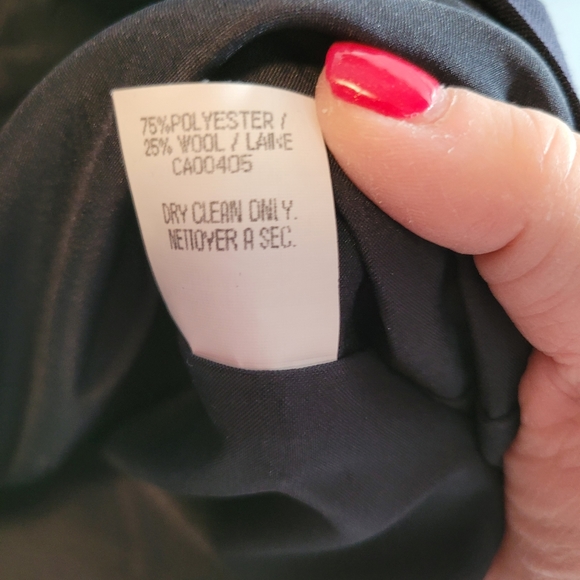 75%POLYESTER /
25% WOOL / LAINE
CA00405
DRY CLEAN ONLY.
NETTOYER A SEC.